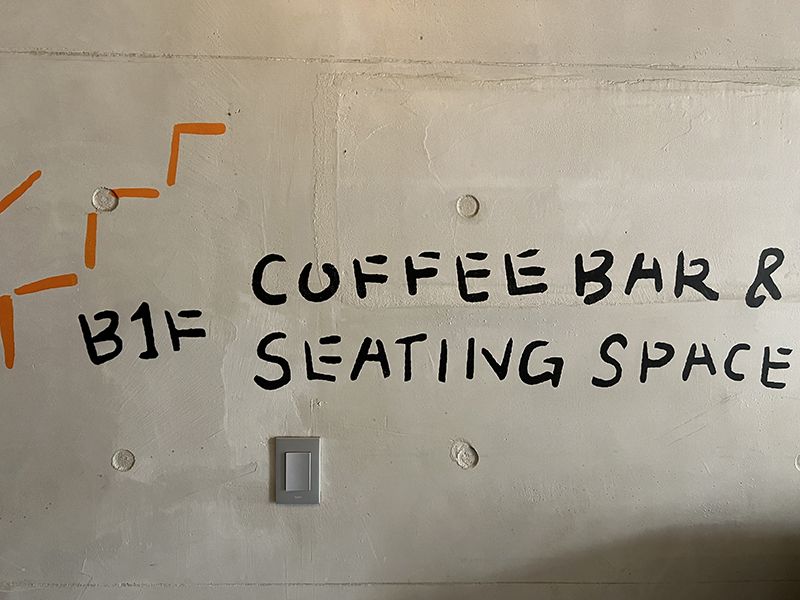 B1F
COFFEE BAR &
SEATING SPACE